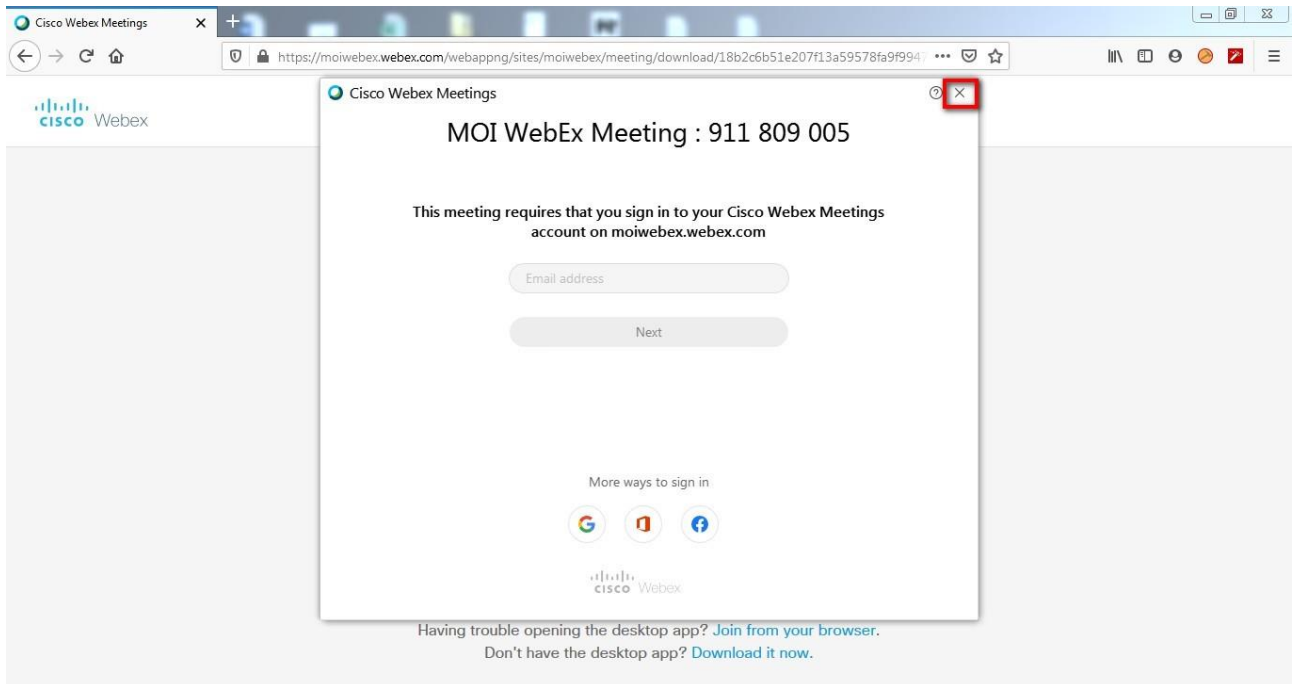 Cisco Webex Meetings
https://moiwebex.webex.com/webappng/sites/moiwebex/meeting/download/18b2c6b51e207f13a59578fa9f9947
cisco Webex
Cisco Webex Meetings
MOI WebEx Meeting : 911 809 005
This meeting requires that you sign in to your Cisco Webex Meetings
account on moiwebex.webex.com
Email address
Next
More ways to sign in
cisco Webex
Having trouble opening the desktop app? Join from your browser.
Don't have the desktop app? Download it now.